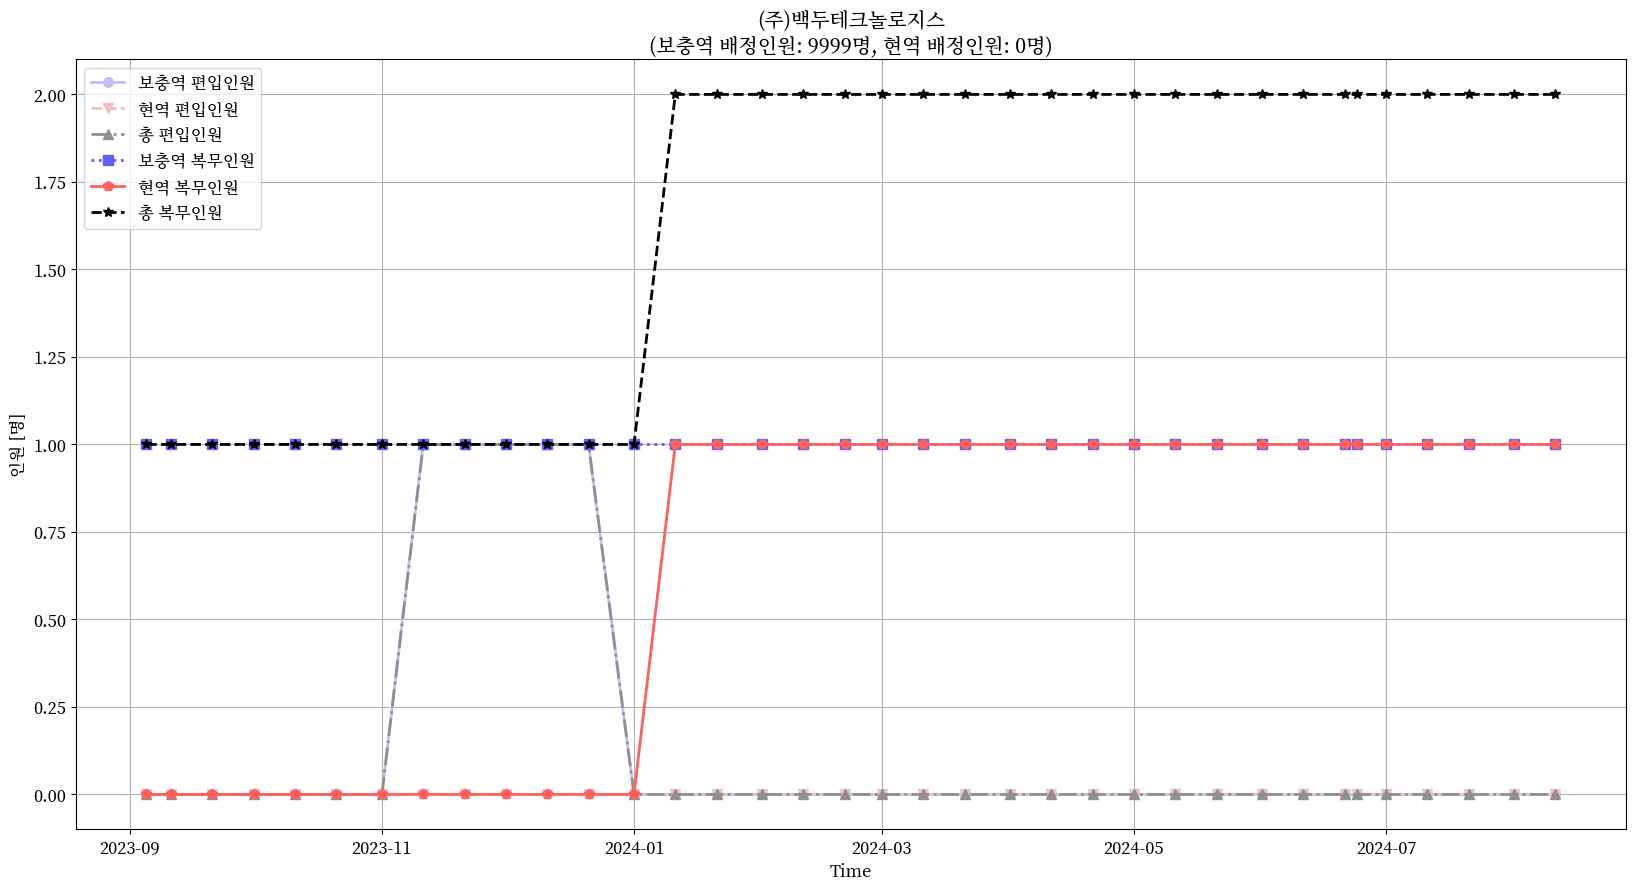 (주)백두테크놀로지스
(보충역 배정인원: 9999명, 현역 배정인원: 0명)
보충역 편입인원
현역 편입인원
총 편입인원
보충역 복무인원
현역 복무인원
총 복무인원
2.00
1.75
1.50
1.25
1.00
0.75
0.50
0.25
0.00
인원 [명]
2023-09
2023-11
2024-01
2024-03
2024-05
2024-07
Time